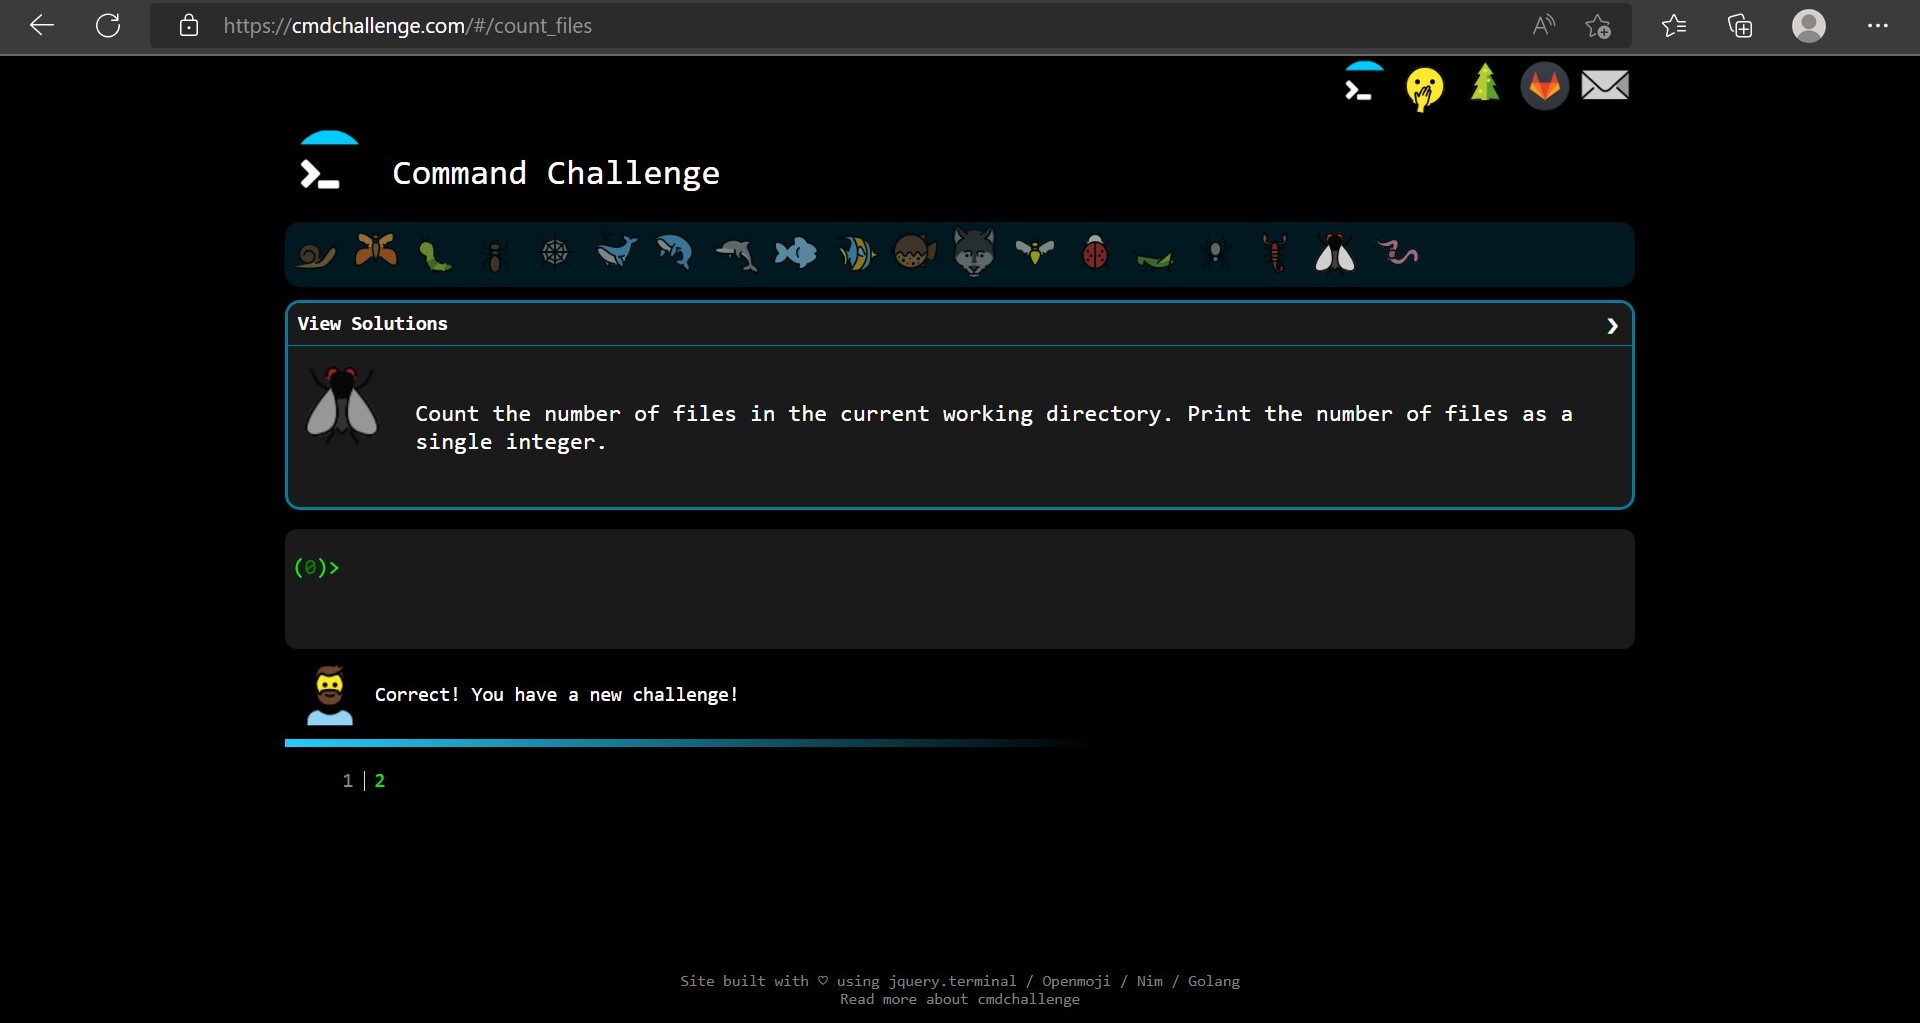 https://cmdchallenge.com/#/count_files
Command Challenge
View Solutions
Count the number of files in the current working directory. Print the number of files as a
single integer.
(0)>
Correct! You have a new challenge!
1 | 2
Site built with ♡ using jquery.terminal / Openmoji / Nim / Golang
Read more about cmdchallenge